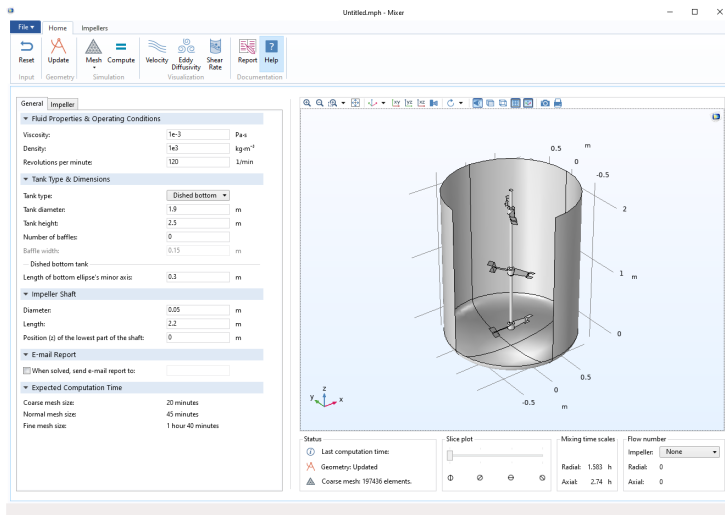 Untitled.mph - Mixer
File Home Impellers
Reset Update Mesh Compute Velocity Eddy Diffusivity Shear Rate Report Help
Input Geometry Simulation Visualization Documentation
General Impeller
Fluid Properties & Operating Conditions
Viscosity: 1e-3 Pa·s
Density: 1e3 kg·m⁻³
Revolutions per minute: 120 1/min
Tank Type & Dimensions
Tank type: Dished bottom
Tank diameter: 1.9 m
Tank height: 2.5 m
Number of baffles: 0
Baffle width: 0.15 m
Dished bottom tank
Length of bottom ellipse's minor axis: 0.3 m
Impeller Shaft
Diameter: 0.05 m
Length: 2.2 m
Position (z) of the lowest part of the shaft: 0 m
E-mail Report
When solved, send e-mail report to:
Expected Computation Time
Coarse mesh size: 20 minutes
Normal mesh size: 45 minutes
Fine mesh size: 1 hour 40 minutes
xy yz xz
0.5 m
0
-0.5
2
1 m
0
0.5
0
-0.5 m
z
y x
Status
Last computation time:
Geometry: Updated
Coarse mesh: 197436 elements.
Slice plot
Mixing time scales
Radial: 1.583 h
Axial: 2.74 h
Flow number
Impeller: None
Radial: 0
Axial: 0